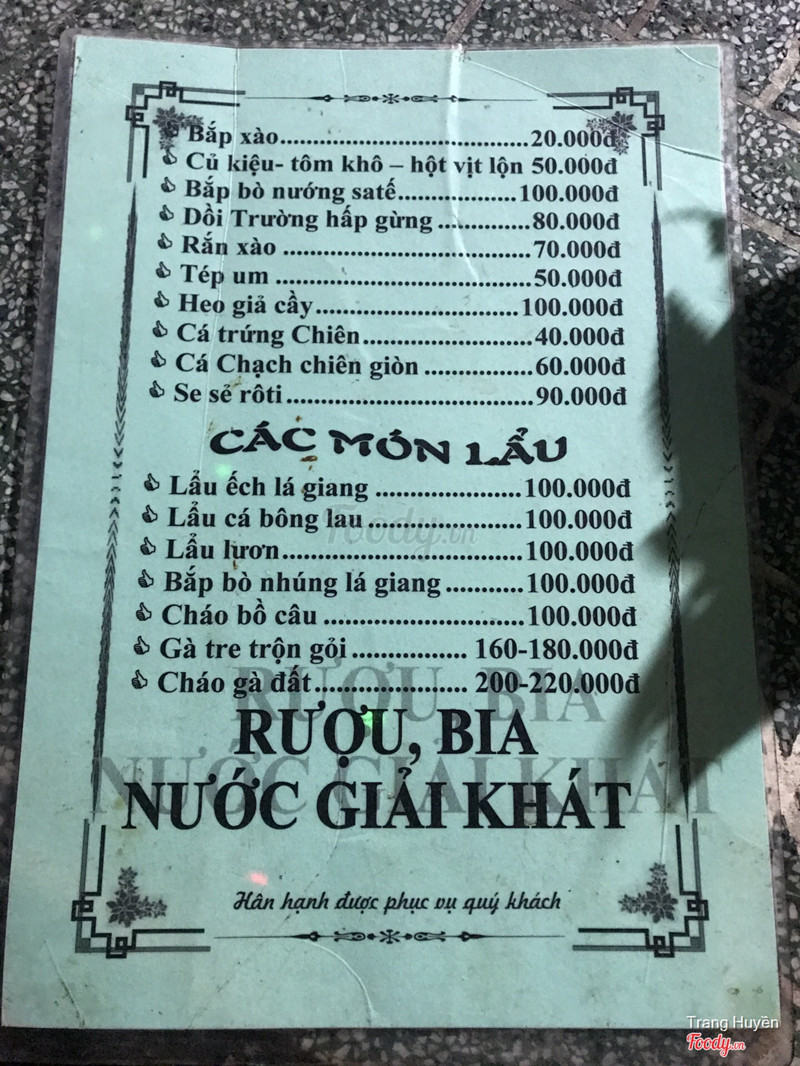 Bắp xào..............................20.000đ
Củ kiệu- tôm khô – hột vịt lộn 50.000đ
Bắp bò nướng satế..................100.000đ
Dồi Trường hấp gừng ..............80.000đ
Rắn xào ....................................70.000đ
Tép um .....................................50.000đ
Heo giả cầy..............................100.000đ
Cá trứng Chiên.........................40.000đ
Cá Chạch chiên giòn ................60.000đ
Se sẻ rôti...................................90.000đ
CÁC MÓN LẨU
Lẩu ếch lá giang .....................100.000đ
Lẩu cá bông lau ......................100.000đ
Lẩu lươn..................................100.000đ
Bắp bò nhúng lá giang ...........100.000đ
Cháo bồ câu ............................100.000đ
Gà tre trộn gỏi ................ 160-180.000đ
Cháo gà đất...................... 200-220.000đ
RƯỢU, BIA
NƯỚC GIẢI KHÁT
Hân hạnh được phục vụ quý khách
Foody.vn
Trang Huyền
Foody.vn